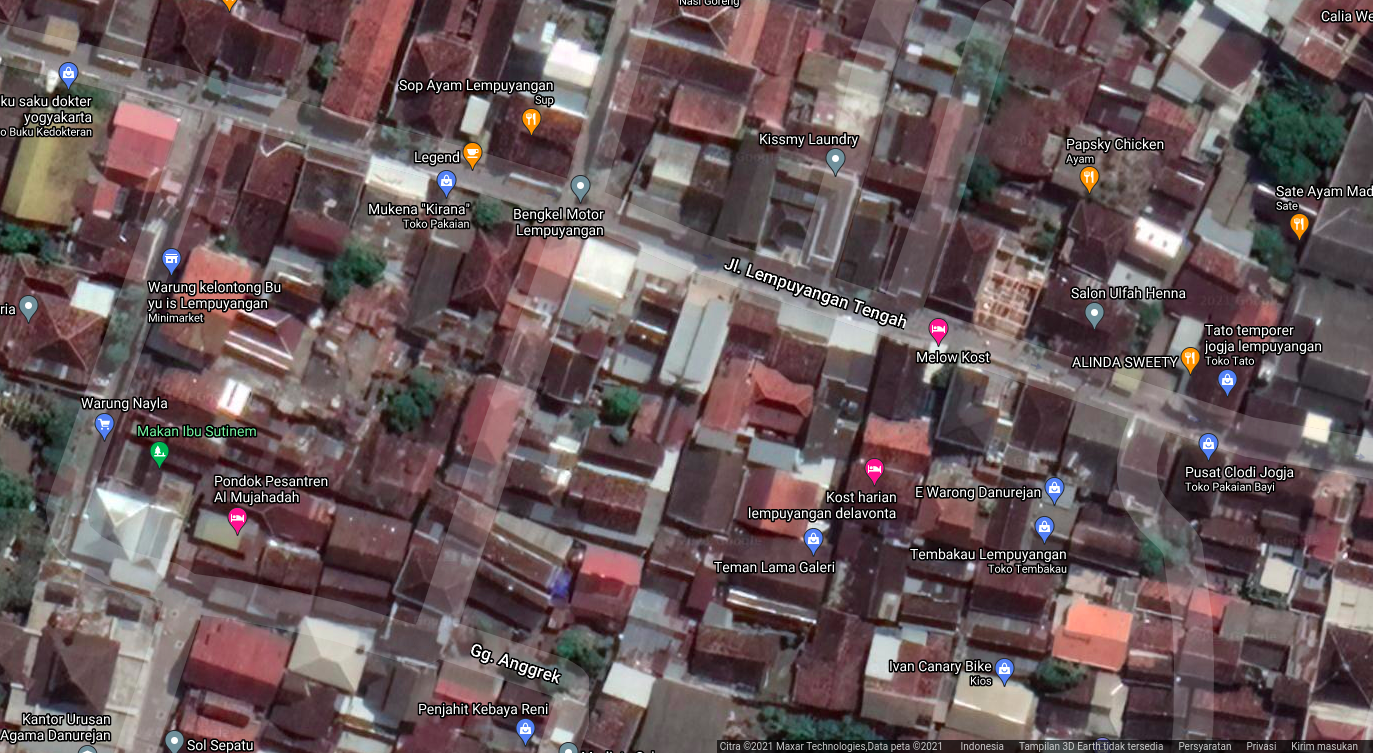 Nasi Goreng
Calia We
ku saku dokter
yogyakarta
o Buku Kedokteran
Sop Ayam Lempuyangan
Sup
Legend
Mukena "Kirana"
Toko Pakaian
Bengkel Motor
Lempuyangan
Kissmy Laundry
Papsky Chicken
Ayam
Sate Ayam Mad
Sate
Warung kelontong Bu
yu is Lempuyangan
Minimarket
ria
Jl. Lempuyangan Tengah
Salon Ulfah Henna
Melow Kost
ALINDA SWEETY
Tato temporer
jogja lempuyangan
Toko Tato
Warung Nayla
Makan Ibu Sutinem
Pondok Pesantren
Al Mujahadah
Kost harian
lempuyangan delavonta
E Warong Danurejan
Pusat Clodi Jogja
Toko Pakaian Bayi
Teman Lama Galeri
Tembakau Lempuyangan
Toko Tembakau
Gg. Anggrek
Ivan Canary Bike
Kios
Penjahit Kebaya Reni
Kantor Urusan
Agama Danurejan
Sol Sepatu
Citra ©2021 Maxar Technologies,Data peta ©2021 Indonesia Tampilan 3D Earth tidak tersedia Persyaratan Privasi Kirim masukan